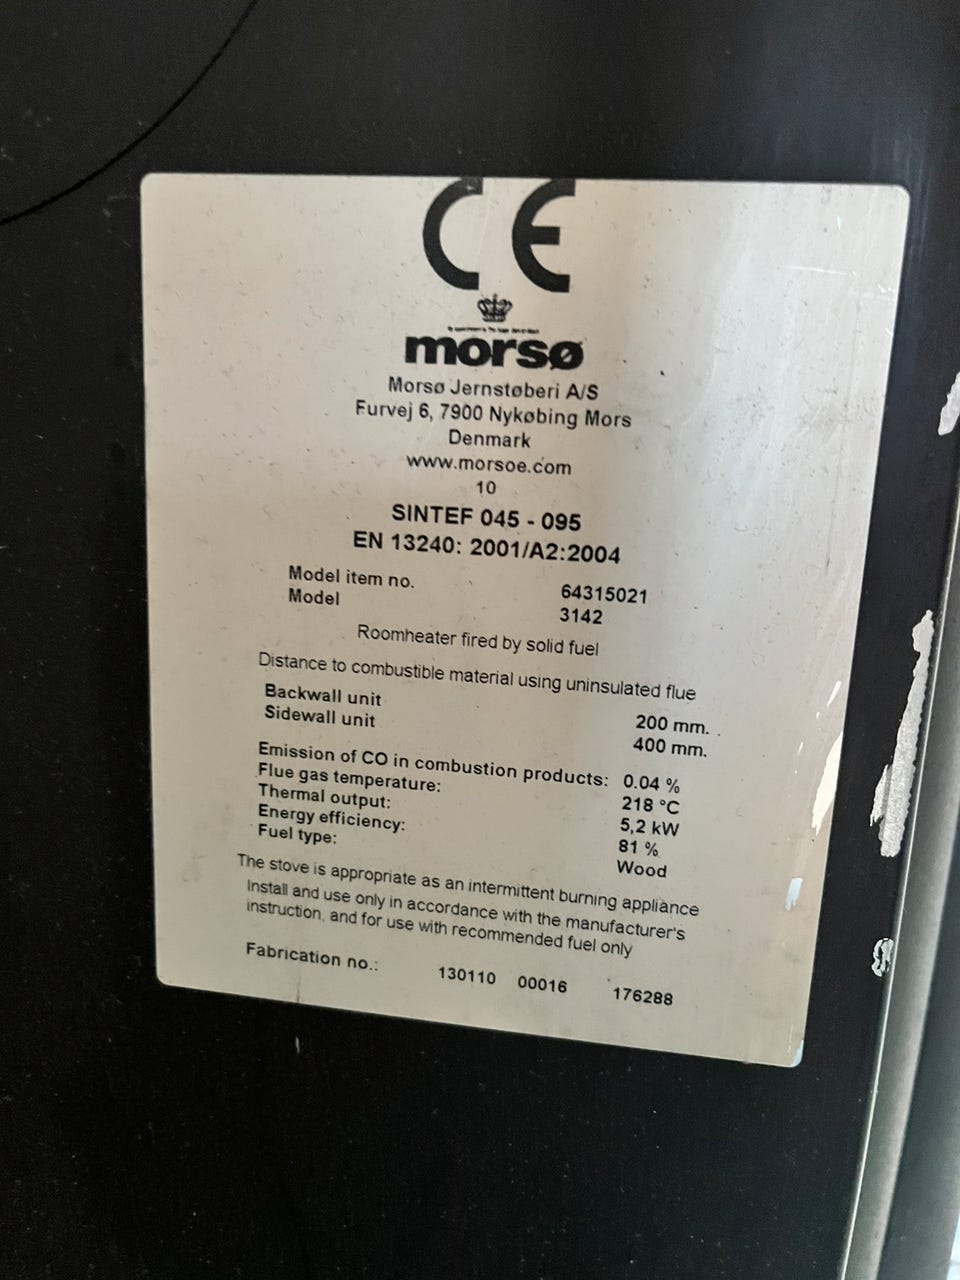 CE
morsø
Morsø Jernstøberi A/S
Furvej 6, 7900 Nykøbing Mors
Denmark
www.morsoe.com
10
SINTEF 045 - 095
EN 13240: 2001/A2:2004
Model item no. 64315021
Model 3142
Roomheater fired by solid fuel
Distance to combustible material using uninsulated flue
Backwall unit 200 mm.
Sidewall unit 400 mm.
Emission of CO in combustion products: 0.04 %
Flue gas temperature: 218 °C
Thermal output: 5,2 kW
Energy efficiency: 81 %
Fuel type: Wood
The stove is appropriate as an intermittent burning appliance
Install and use only in accordance with the manufacturer's
instruction, and for use with recommended fuel only
Fabrication no.: 130110 00016 176288